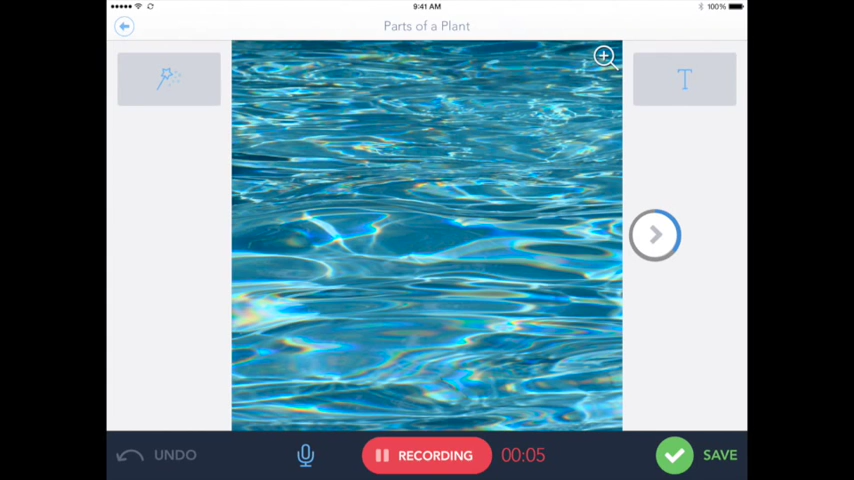 9:41 AM
100%
Parts of a Plant
T
UNDO
RECORDING
00:05
SAVE